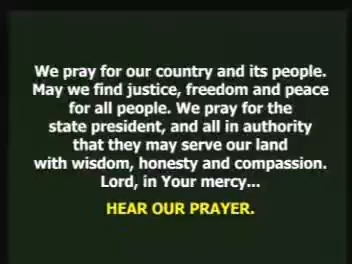 We pray for our country and its people.
May we find justice, freedom and peace
for all people. We pray for the
state president, and all in authority
that they may serve our land
with wisdom, honesty and compassion.
Lord, in Your mercy...
HEAR OUR PRAYER.